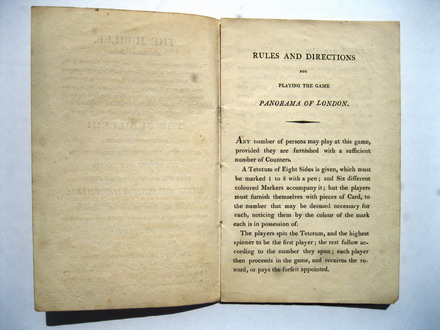 RULES AND DIRECTIONS
FOR
PLAYING THE GAME
PANORAMA OF LONDON.
ANY number of persons may play at this game,
provided they are furnished with a sufficient
number of Counters.
A Tetotum of Eight Sides is given, which must
be marked 1 to 8 with a pen; and Six different
coloured Markers accompany it; but the players
must furnish themselves with pieces of Card, to
the number that may be deemed necessary for
each, noticing them by the colour of the mark
each is in possession of.
The players spin the Tetotum, and the highest
spinner to be the first player; the rest follow ac-
cording to the number they spun; each player
then proceeds in the game, and receives the re-
ward, or pays the forfeit appointed.